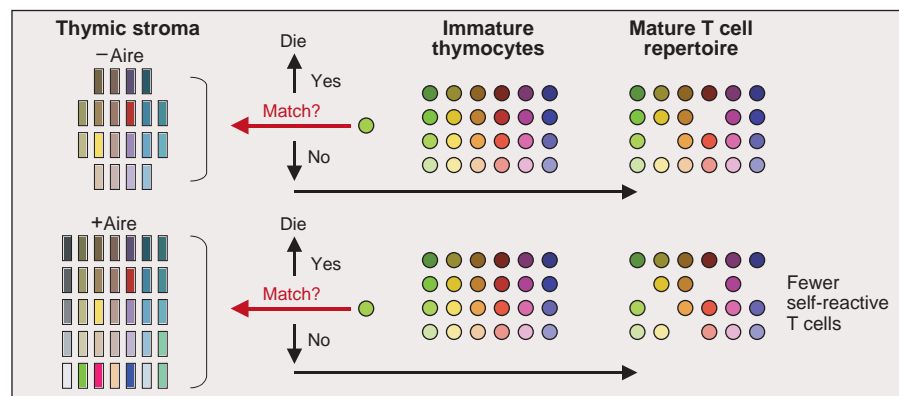 Thymic stroma
−Aire
Die
Yes
Match?
No
Immature
thymocytes
Mature T cell
repertoire
+Aire
Die
Yes
Match?
No
Fewer
self-reactive
T cells